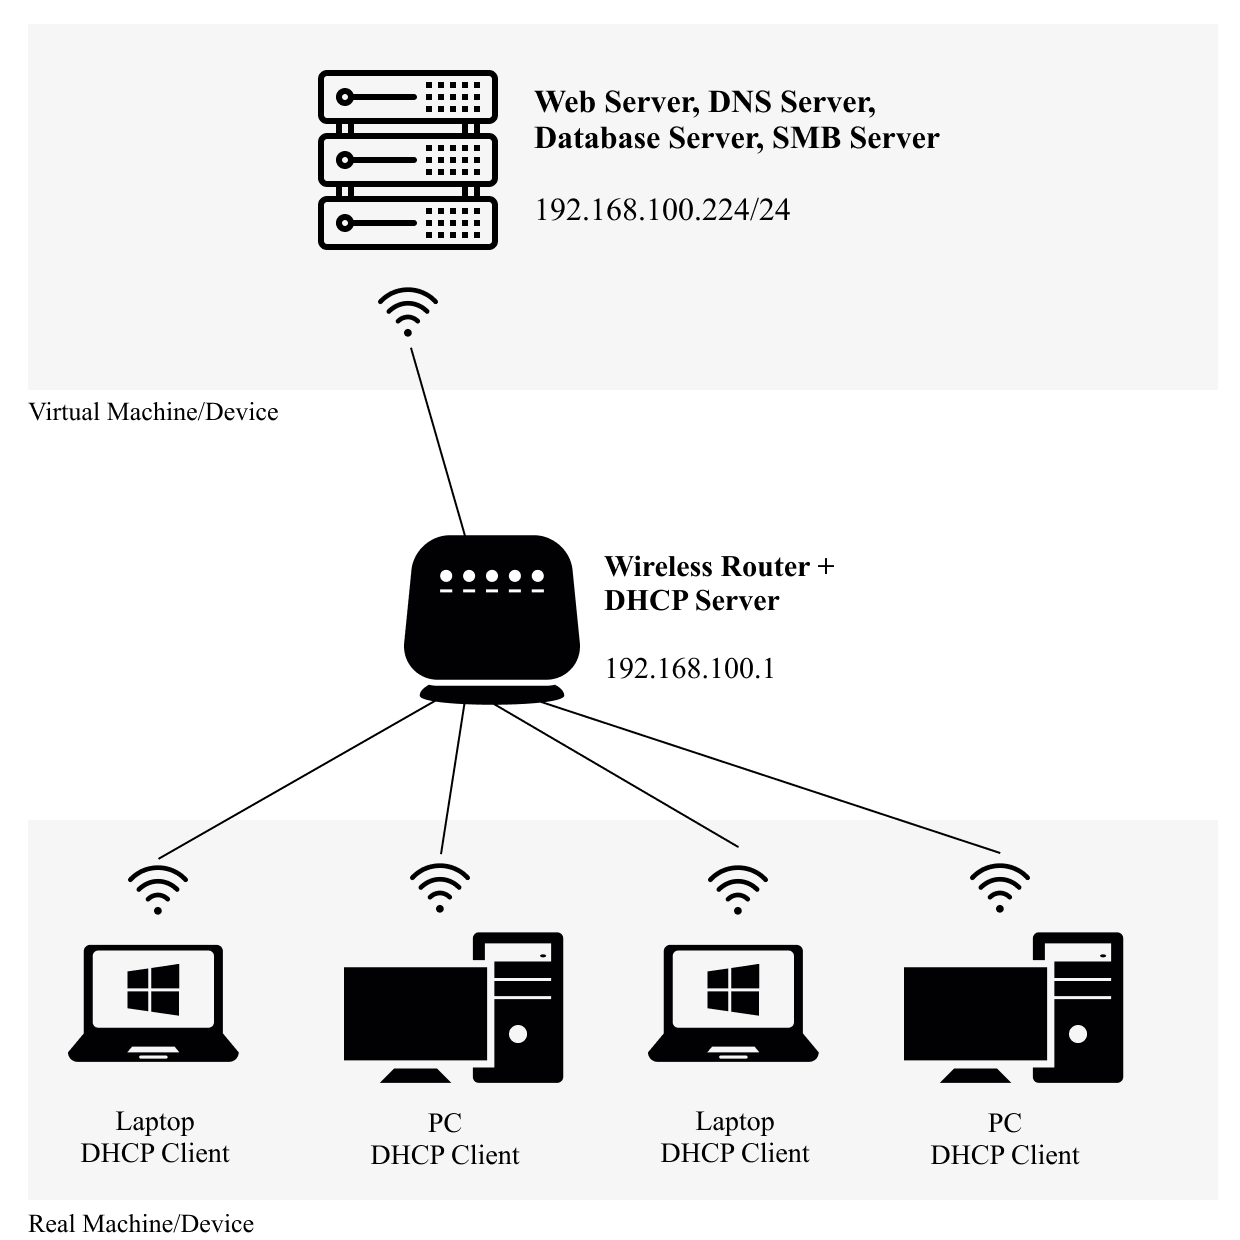 Web Server, DNS Server,
Database Server, SMB Server
192.168.100.224/24
Virtual Machine/Device
Wireless Router +
DHCP Server
192.168.100.1
Laptop
DHCP Client
PC
DHCP Client
Laptop
DHCP Client
PC
DHCP Client
Real Machine/Device